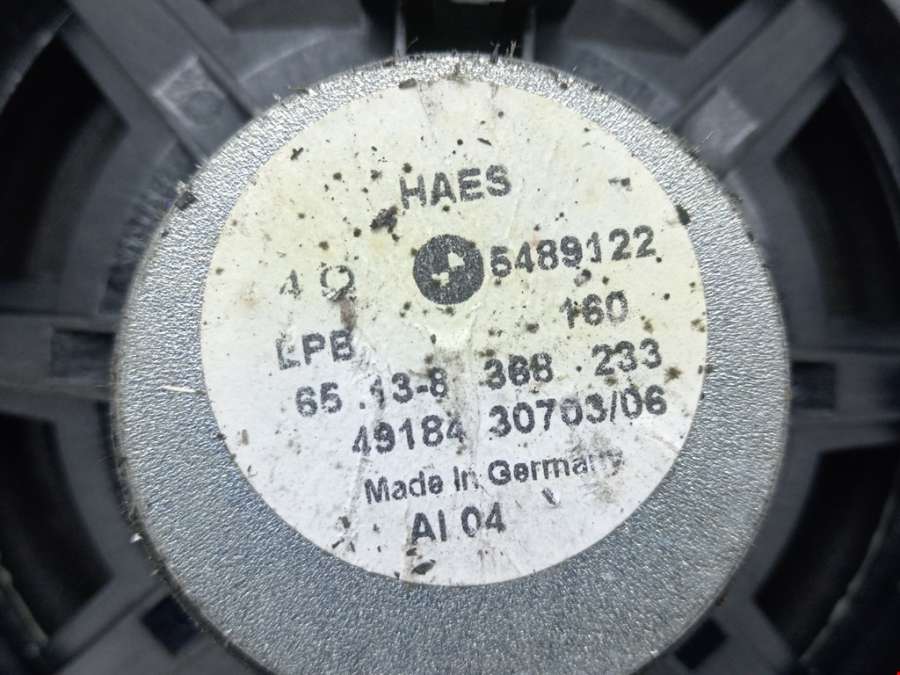 HAES
4 Ω 5489122
LPB 160
65 .13-8 368 .233
49184 30703/06
Made In Germany
AI 04